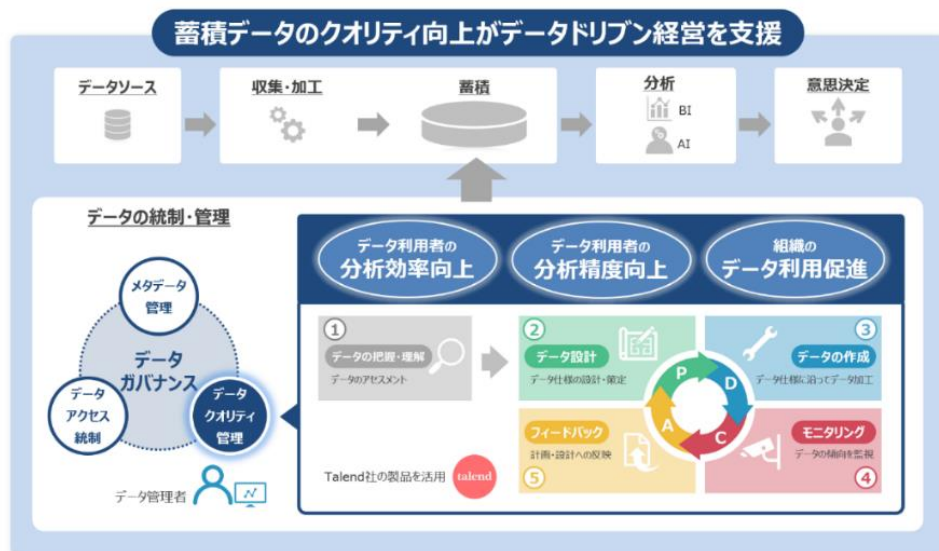 蓄積データのクオリティ向上がデータドリブン経営を支援
データソース
収集・加工
蓄積
分析
BI
AI
意思決定
データの統制・管理
メタデータ
管理
データ
ガバナンス
データ
アクセス
統制
データ
クオリティ
管理
データ管理者
データ利用者の
分析効率向上
データ利用者の
分析精度向上
組織の
データ利用促進
①
データの把握・理解
データのアセスメント
②
データ設計
データ仕様の設計・策定
③
データの作成
データ仕様に沿ってデータ加工
P
D
C
A
フィードバック
計画・設計への反映
⑤
モニタリング
データの傾向を監視
④
Talend社の製品を活用
talend